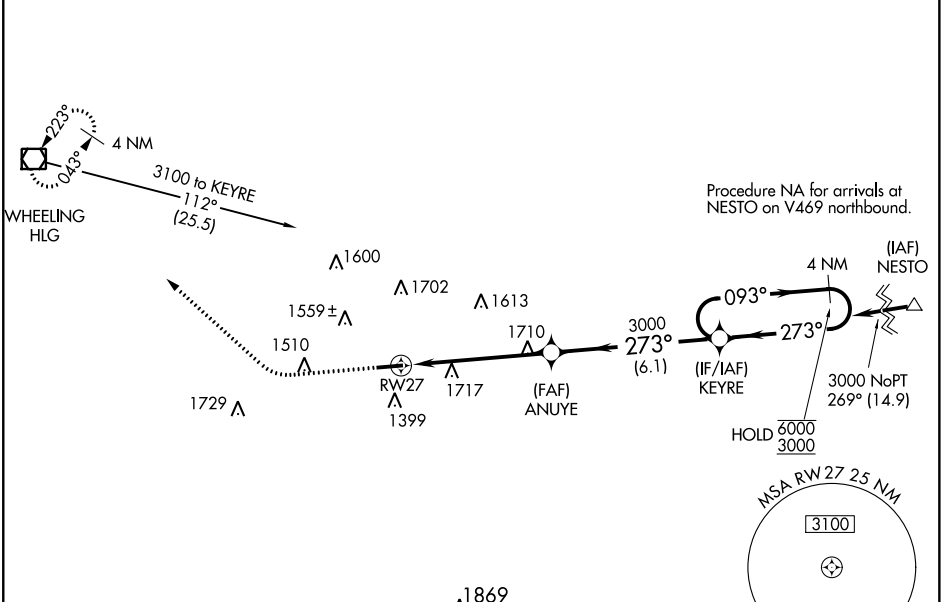 223°
4 NM
043°
WHEELING
HLG
3100 to KEYRE
112°
(25.5)
Procedure NA for arrivals at
NESTO on V469 northbound.
(IAF)
NESTO
4 NM
093°
273°
3000 NoPT
269° (14.9)
HOLD 6000
3000
(IF/IAF)
KEYRE
3000
273°
(6.1)
(FAF)
ANUYE
1600
1702
1613
1559 ±
1710
1510
RW27
1717
1729
1399
MSA RW27 25 NM
3100
1869